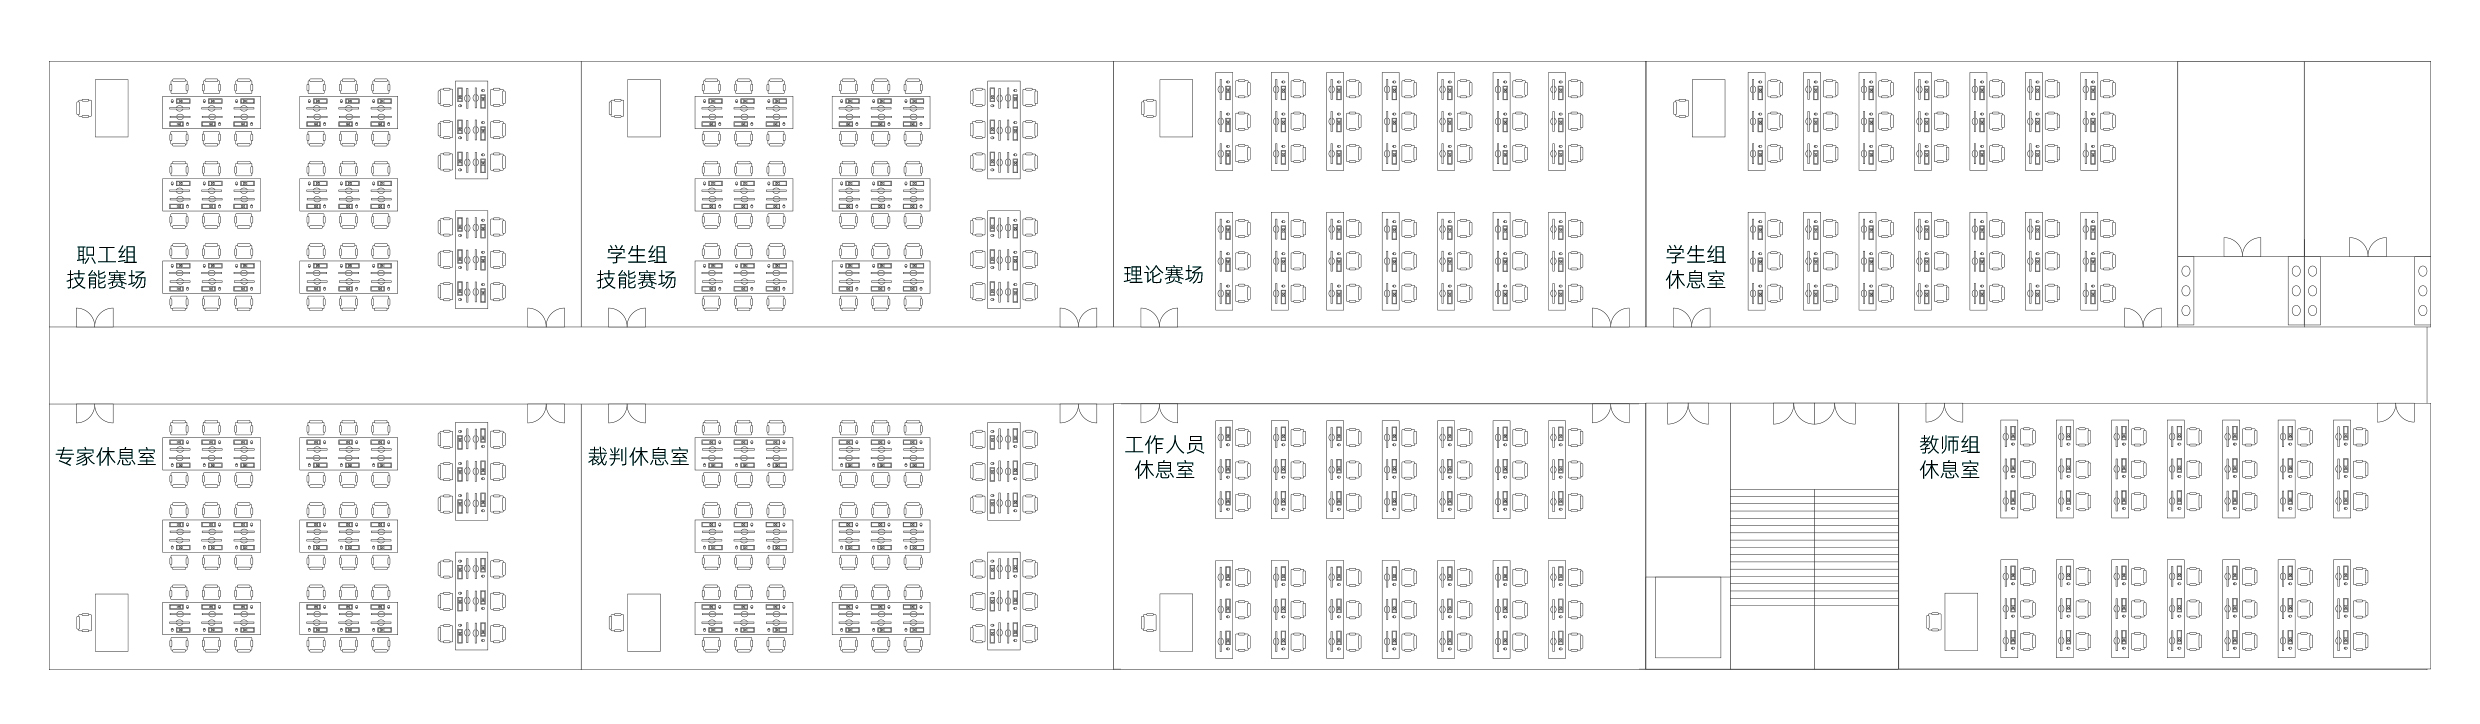 职工组
技能赛场
学生组
技能赛场
理论赛场
学生组
休息室
专家休息室
裁判休息室
工作人员
休息室
教师组
休息室